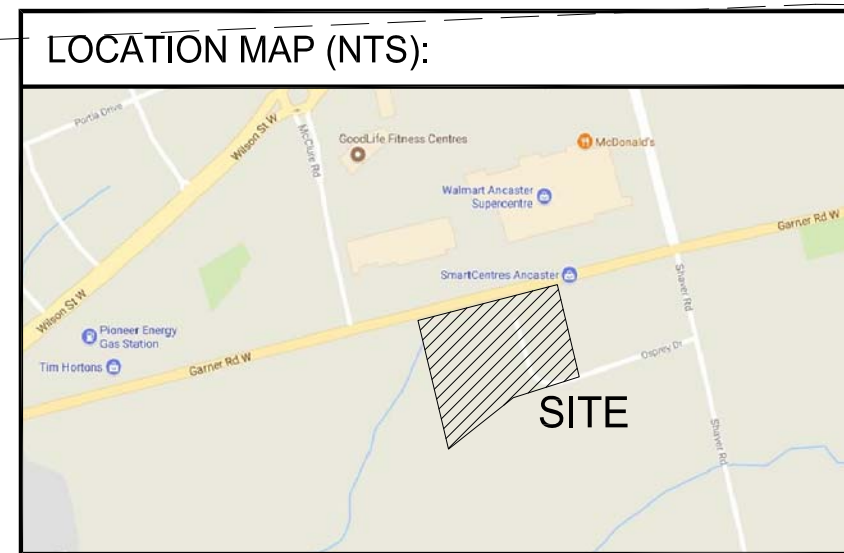 LOCATION MAP (NTS):
Portia Drive
Wilson St W
McClure Rd
GoodLife Fitness Centres
McDonald's
Walmart Ancaster
Supercentre
Garner Rd W
SmartCentres Ancaster
Shaver Rd
Wilson St W
Pioneer Energy
Gas Station
Tim Hortons
Garner Rd W
Osprey Dr
SITE
Shaver Rd